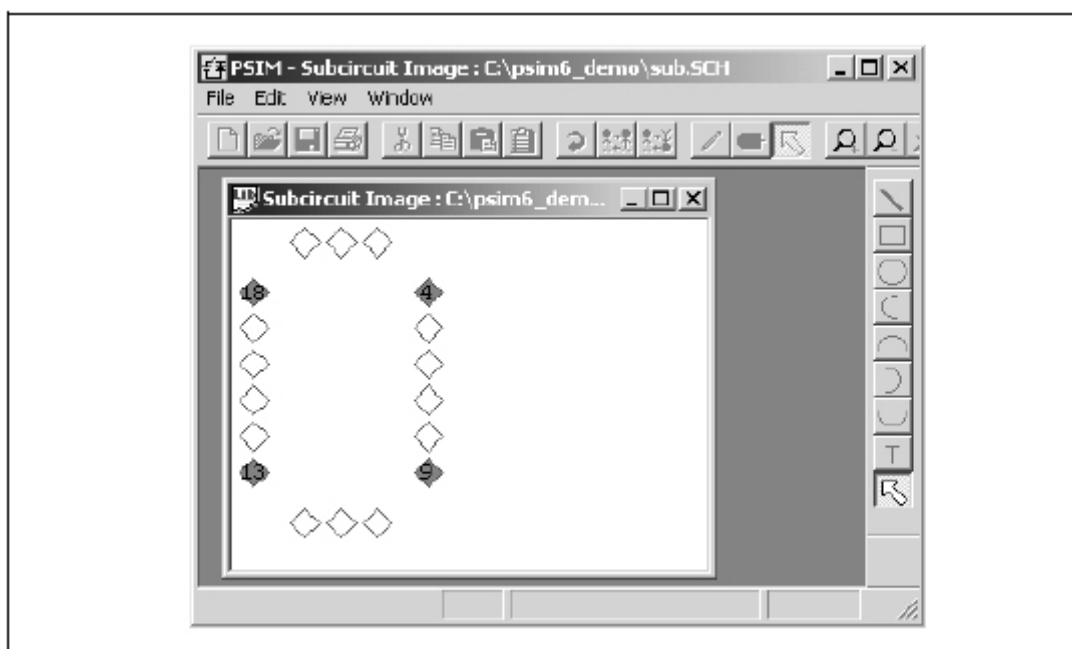 PSIM - Subcircuit Image : C:\psim6_demo\sub.SCH
File Edit View Window
Subcircuit Image : C:\psim6_dem...
18 4
13 9
T